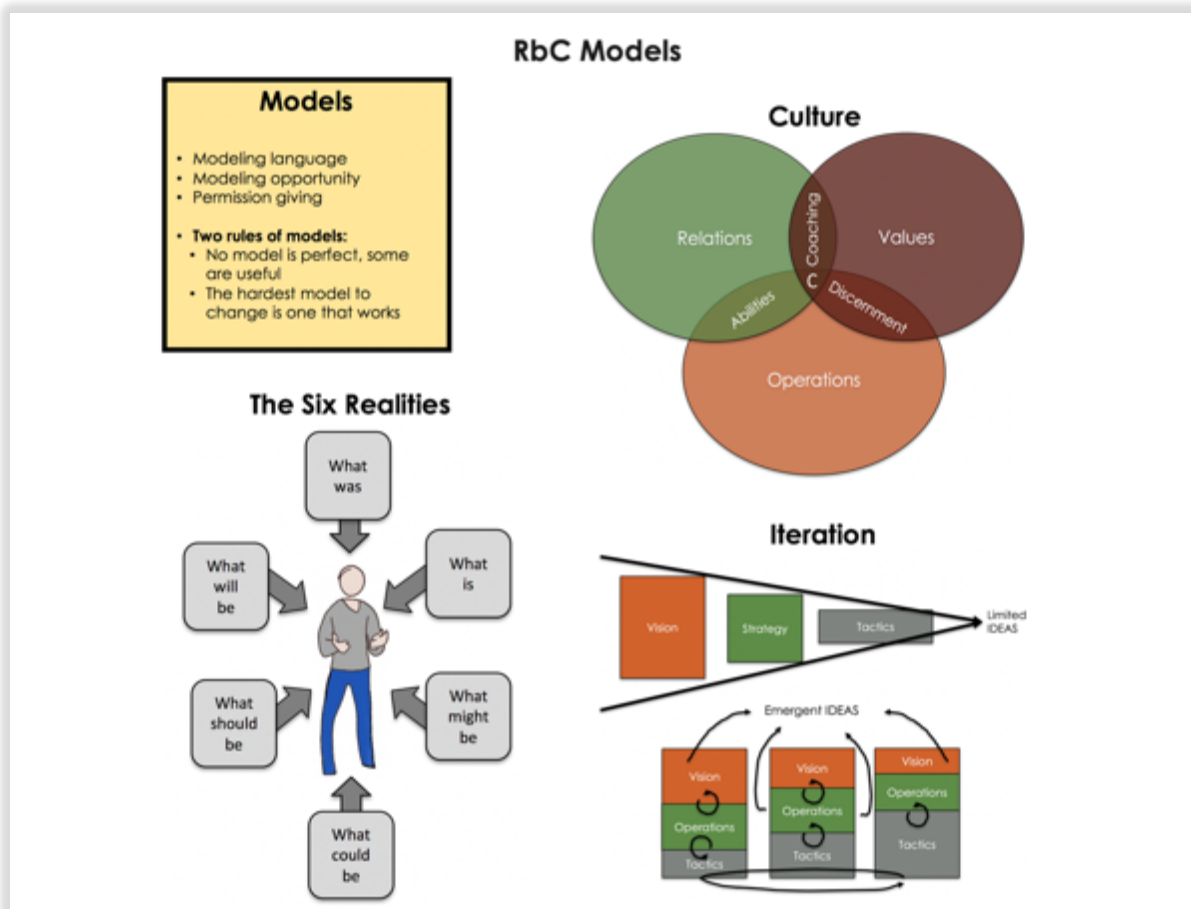 RbC Models
Models
• Modeling language
• Modeling opportunity
• Permission giving
• Two rules of models:
• No model is perfect, some
are useful
• The hardest model to
change is one that works
Culture
Relations
Values
C Coaching
Abilities
Discernment
Operations
The Six Realities
What
was
What
will
be
What
is
What
should
be
What
might
be
What
could
be
Iteration
Vision
Strategy
Tactics
Limited
IDEAS
Emergent IDEAS
Vision
Operations
Tactics
Vision
Operations
Tactics
Vision
Operations
Tactics